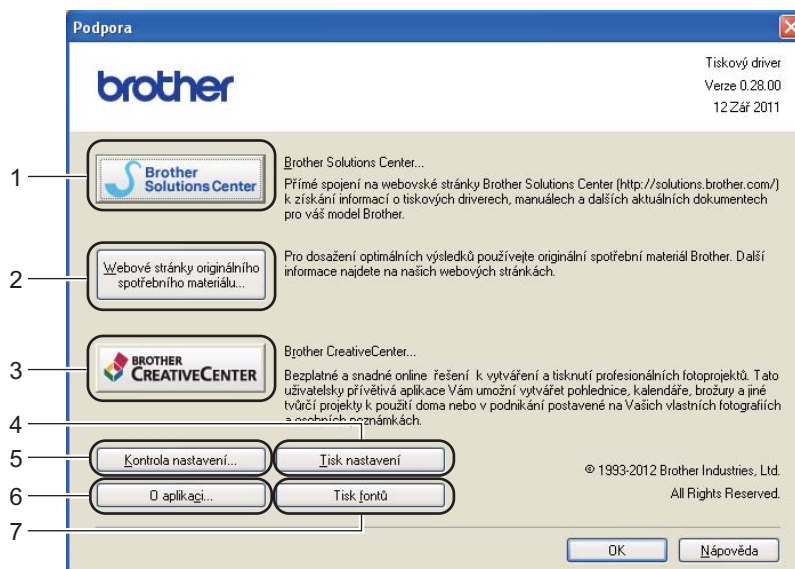 Podpora
brother
Tiskový driver
Verze 0.28.00
12 Zář 2011
1
Brother
Solutions Center
Brother Solutions Center...
Přímé spojení na webovské stránky Brother Solutions Center (http://solutions.brother.com/)
k získání informací o tiskových driverech, manuálech a dalších aktuálních dokumentech
pro váš model Brother.
2
Webové stránky originálního
spotřebního materiálu...
Pro dosažení optimálních výsledků používejte originální spotřební materiál Brother. Další
informace najdete na našich webových stránkách.
3
BROTHER
CREATIVECENTER
Brother CreativeCenter...
Bezplatné a snadné online řešení k vytváření a tisknutí profesionálních fotoprojektů. Tato
uživatelsky přívětivá aplikace Vám umožní vytvářet pohlednice, kalendáře, brožury a jiné
tvůrčí projekty k použití doma nebo v podnikání postavené na Vašich vlastních fotografiích
a osobních poznámkách.
4
5
Kontrola nastavení...
Tisk nastavení
6
O aplikaci...
Tisk fontů
7
© 1993-2012 Brother Industries, Ltd.
All Rights Reserved.
OK
Nápověda